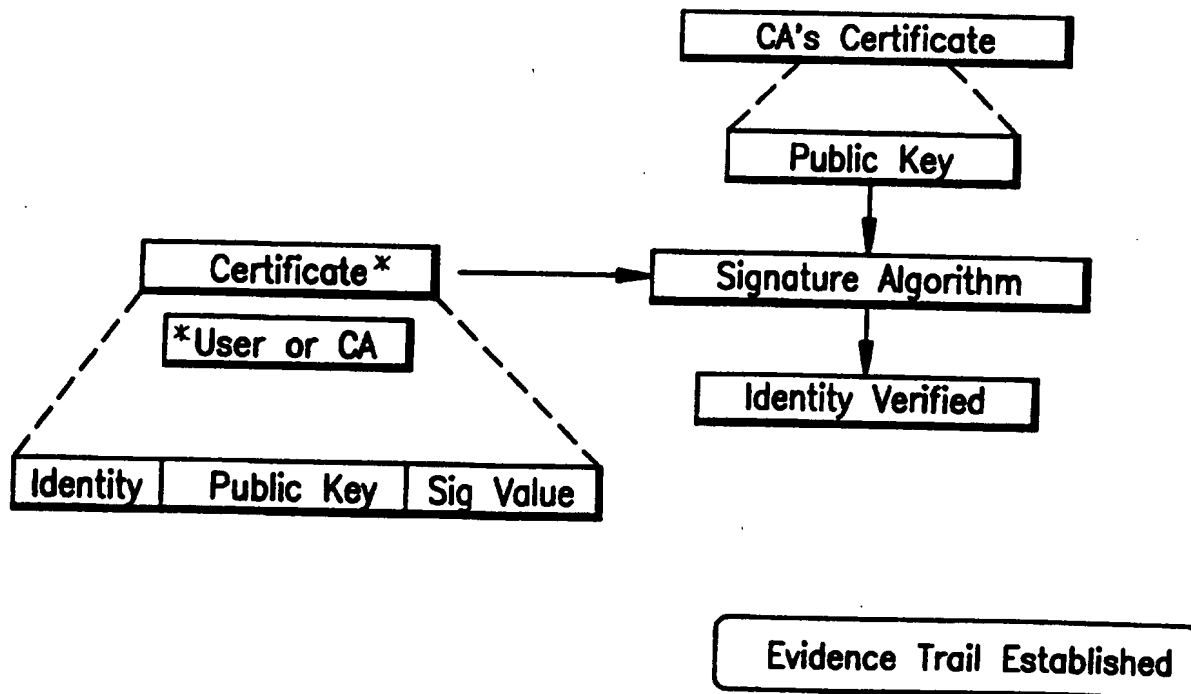 CA's Certificate
Public Key
Certificate*
Signature Algorithm
*User or CA
Identity Verified
Identity Public Key Sig Value
Evidence Trail Established